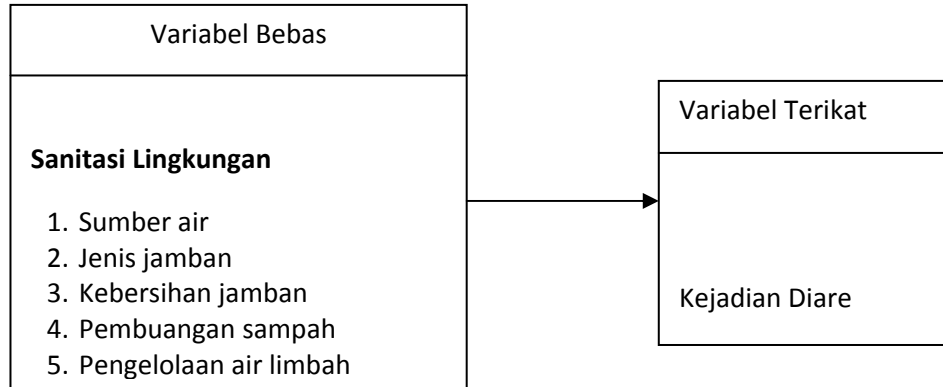 Variabel Bebas
Sanitasi Lingkungan
1. Sumber air
2. Jenis jamban
3. Kebersihan jamban
4. Pembuangan sampah
5. Pengelolaan air limbah
Variabel Terikat
Kejadian Diare